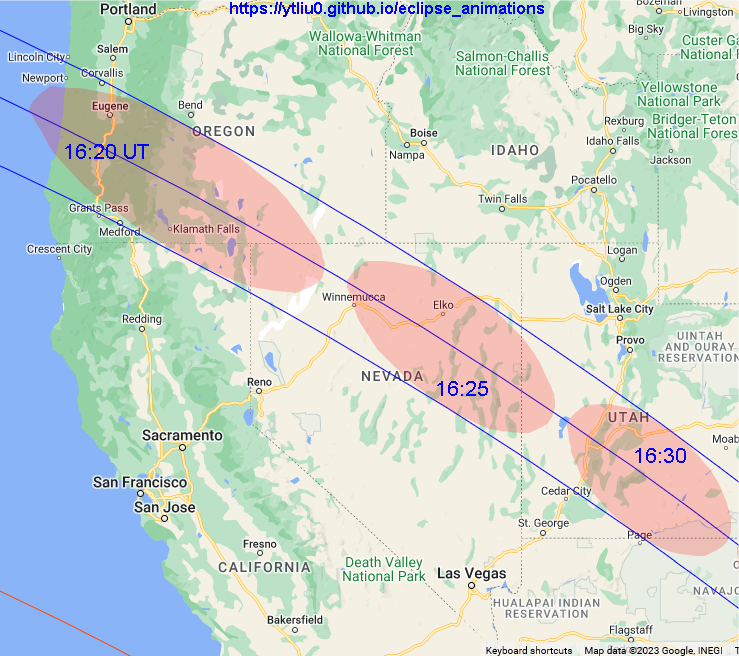 https://ytliu0.github.io/eclipse_animations
Portland
Bozeman
Livingston
Wallowa-Whitman
National Forest
Big Sky
Salem
Custer Ga
National F
Lincoln City
Salmon-Challis
National Forest
Corvallis
Newport
Yellowstone
National Park
Eugene
Bend
OREGON
Bridger-Teton
National Forest
Rexburg
Boise
Nampa
IDAHO
Idaho Falls
Jackson
16:20 UT
Pocatello
Twin Falls
Grants Pass
Medford
Klamath Falls
Crescent City
Logan
Ogden
Winnemucca
Elko
Salt Lake City
Redding
Provo
UINTAH
AND OURAY
RESERVATION
NEVADA
16:25
Reno
UTAH
Sacramento
Moab
16:30
San Francisco
Cedar City
San Jose
St. George
Page
Fresno
CALIFORNIA
Death Valley
National Park
Las Vegas
NAVAJO
HUALAPAI INDIAN
RESERVATION
Bakersfield
Flagstaff
Keyboard shortcuts
Map data ©2023 Google, INEGI
T